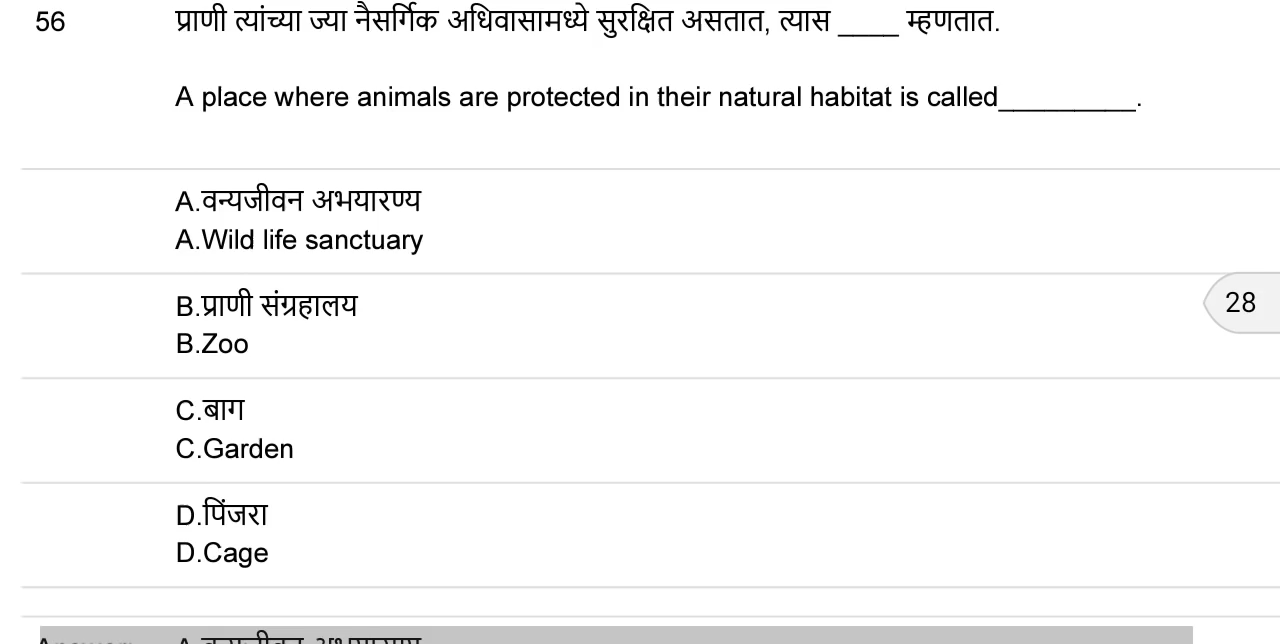 56 प्राणी त्यांच्या ज्या नैसर्गिक अधिवासामध्ये सुरक्षित असतात, त्यास ____ म्हणतात.
A place where animals are protected in their natural habitat is called_________.
A.वन्यजीवन अभयारण्य
A.Wild life sanctuary
B.प्राणी संग्रहालय
28
B.Zoo
C.बाग
C.Garden
D.पिंजरा
D.Cage